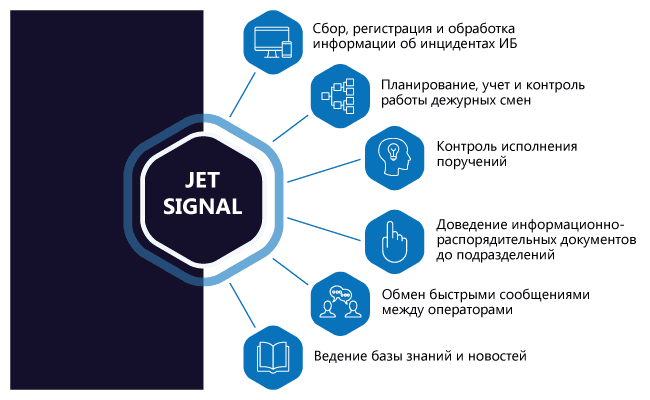 Сбор, регистрация и обработка
информации об инцидентах ИБ
Планирование, учет и контроль
работы дежурных смен
Контроль исполнения
поручений
JET
SIGNAL
Доведение информационно-
распорядительных документов
до подразделений
Обмен быстрыми сообщениями
между операторами
Ведение базы знаний и новостей